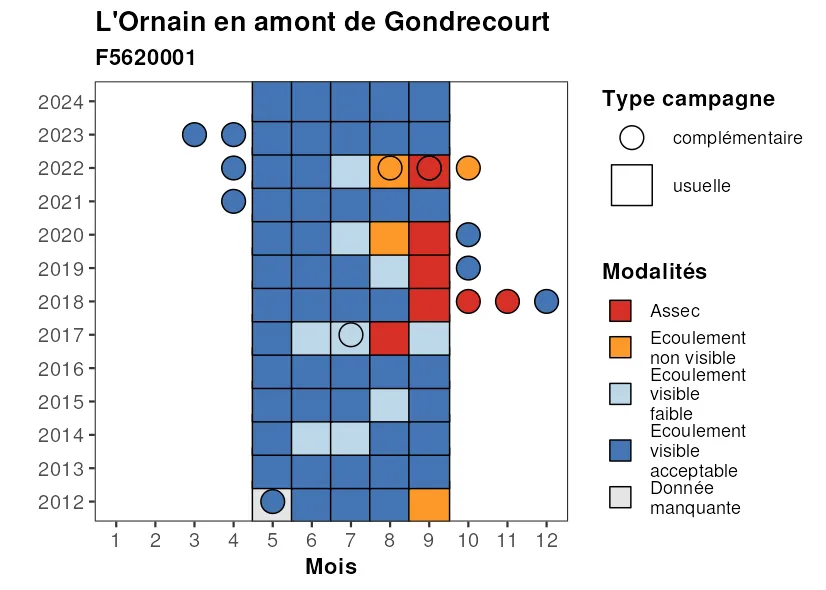 L'Ornain en amont de Gondrecourt
F5620001
2024
2023
2022
2021
2020
2019
2018
2017
2016
2015
2014
2013
2012
1 2 3 4 5 6 7 8 9 10 11 12
Mois
Type campagne
complémentaire
usuelle
Modalités
Assec
Ecoulement
non visible
Ecoulement
visible
faible
Ecoulement
visible
acceptable
Donnée
manquante